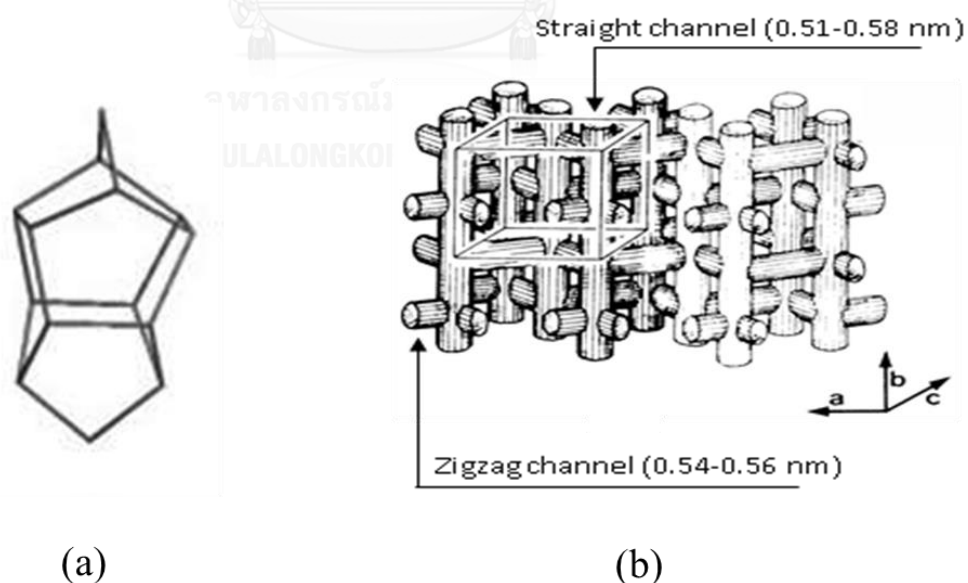 Straight channel (0.51-0.58 nm)
b
a
c
Zigzag channel (0.54-0.56 nm)
(a)
(b)